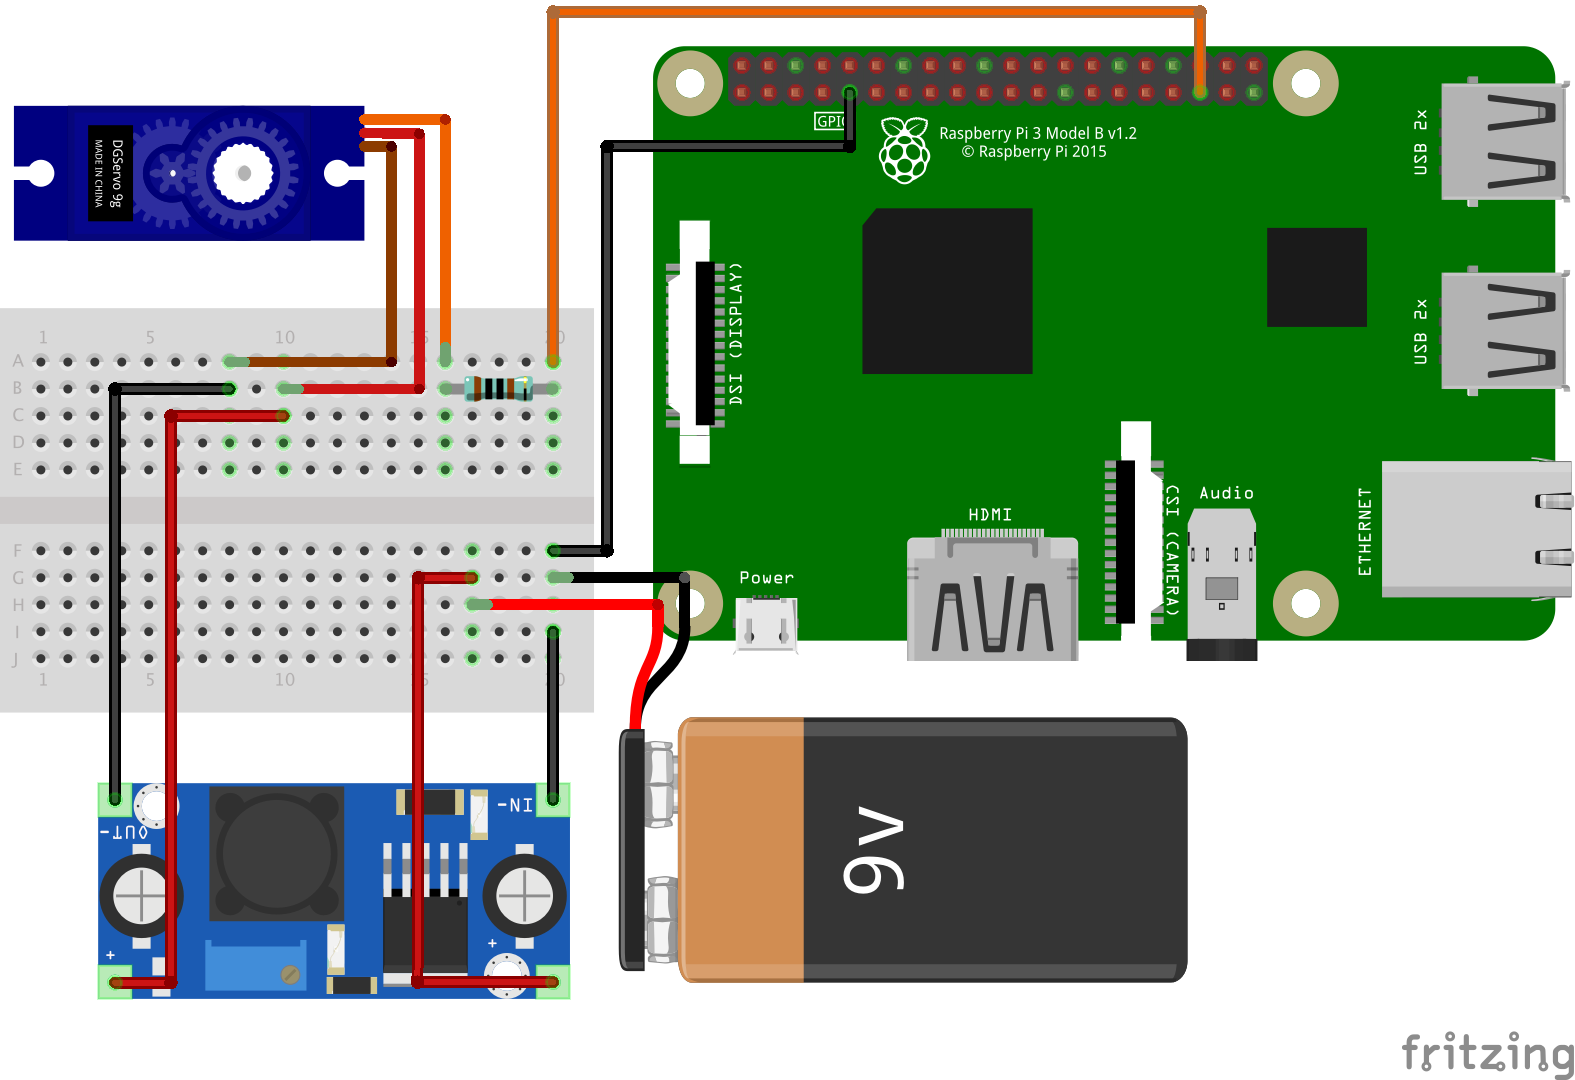 DGServo 9g
MADE IN CHINA
GPIO
Raspberry Pi 3 Model B v1.2
© Raspberry Pi 2015
USB 2x
USB 2x
DSI (DISPLAY)
1 5 10 15 20
A
B
C
D
E
F
G
H
I
J
1 5 10 15 20
HDMI
CSI (CAMERA)
Audio
ETHERNET
Power
OUT-
IN-
+
+
9v
fritzing